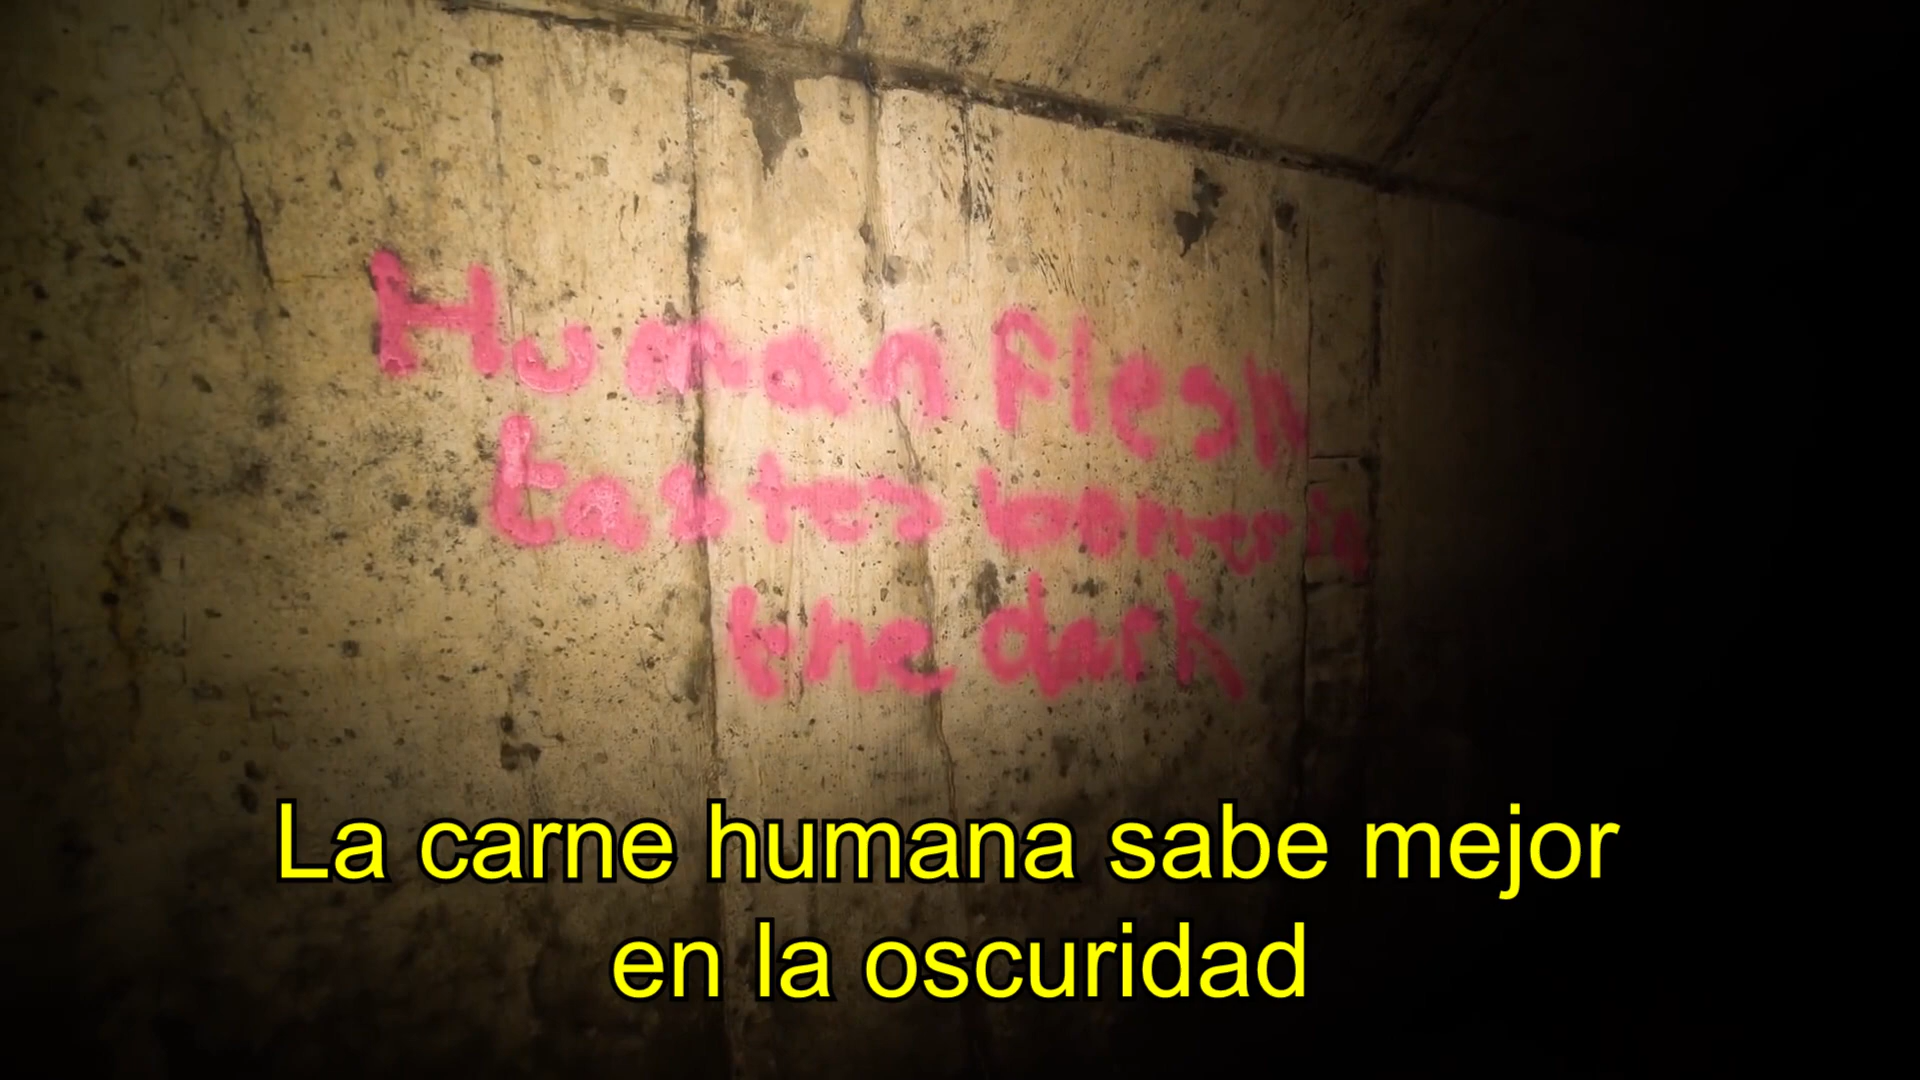 Human flesh
tastes better in
the dark
La carne humana sabe mejor
en la oscuridad